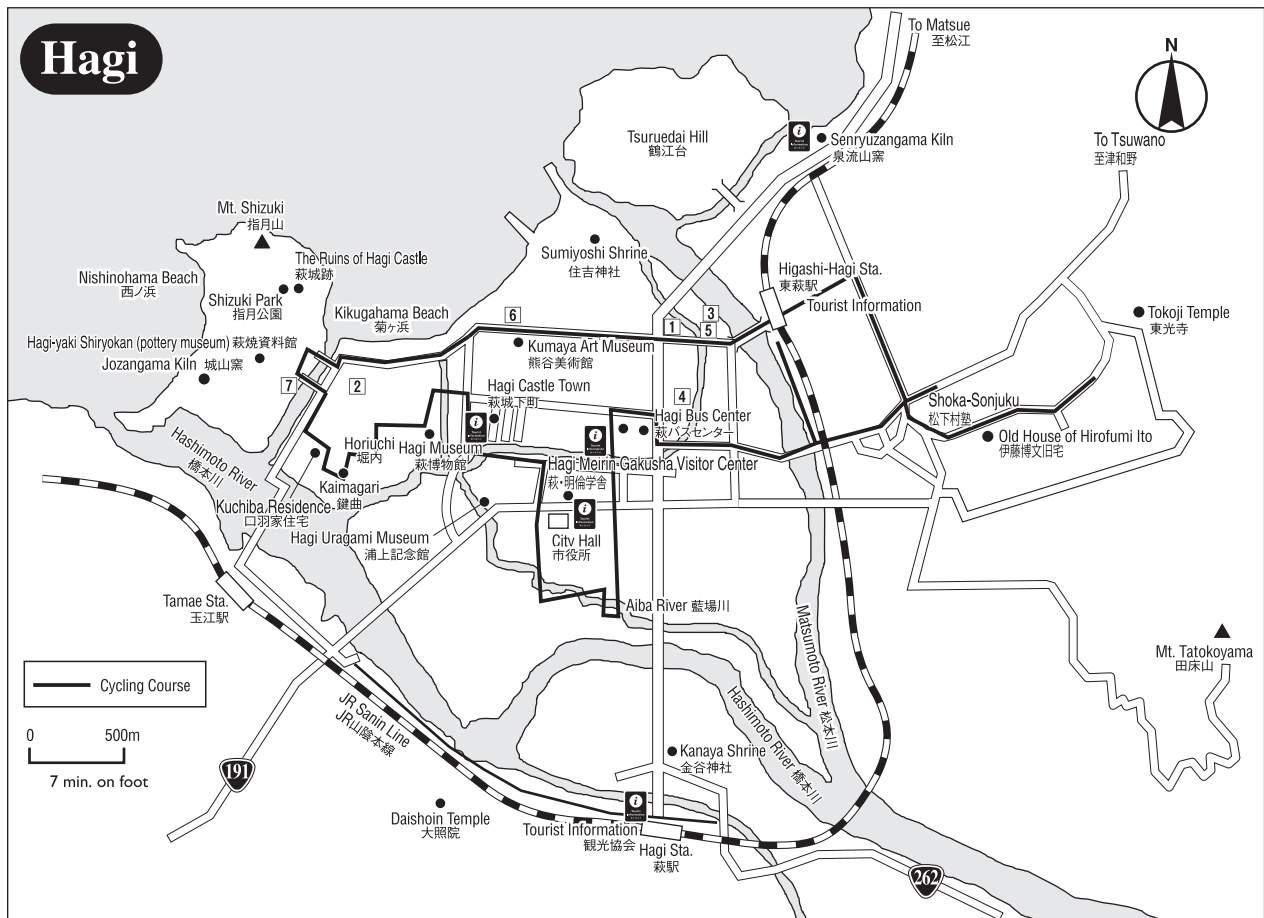 Hagi
To Matsue
至松江
N
To Tsuwano
至津和野
Tsuruedai Hill
鶴江台
Senryuzangama Kiln
泉流山窯
Mt. Shizuki
指月山
The Ruins of Hagi Castle
萩城跡
Nishinohama Beach
西ノ浜
Shizuki Park
指月公園
Sumiyoshi Shrine
住吉神社
Higashi-Hagi Sta.
東萩駅
Tourist Information
Kikugahama Beach
菊ヶ浜
6
1
3
5
Tokoji Temple
東光寺
Hagi-yaki Shiryokan (pottery museum) 萩焼資料館
Jozangama Kiln 城山窯
Kumaya Art Museum
熊谷美術館
7
2
Hagi Castle Town
萩城下町
4
Hagi Bus Center
萩バスセンター
Shoka-Sonjuku
松下村塾
Old House of Hirofumi Ito
伊藤博文旧宅
Horiuchi
堀内
Hagi Museum
萩博物館
Hagi-Meirin Gakusha Visitor Center
萩・明倫学舎
Hashimoto River
橋本川
Kaimagari
鍵曲
Kuchiba Residence
口羽家住宅
Hagi Uragami Museum
浦上記念館
City Hall
市役所
Tamae Sta.
玉江駅
Aiba River 藍場川
Matsumoto River 松本川
Mt. Tatokoyama
田床山
Cycling Course
0 500m
7 min. on foot
JR Sanin Line
JR山陰本線
Hashimoto River 橋本川
Kanaya Shrine
金谷神社
191
Daishoin Temple
大照院
Tourist Information
観光協会
Hagi Sta.
萩駅
262